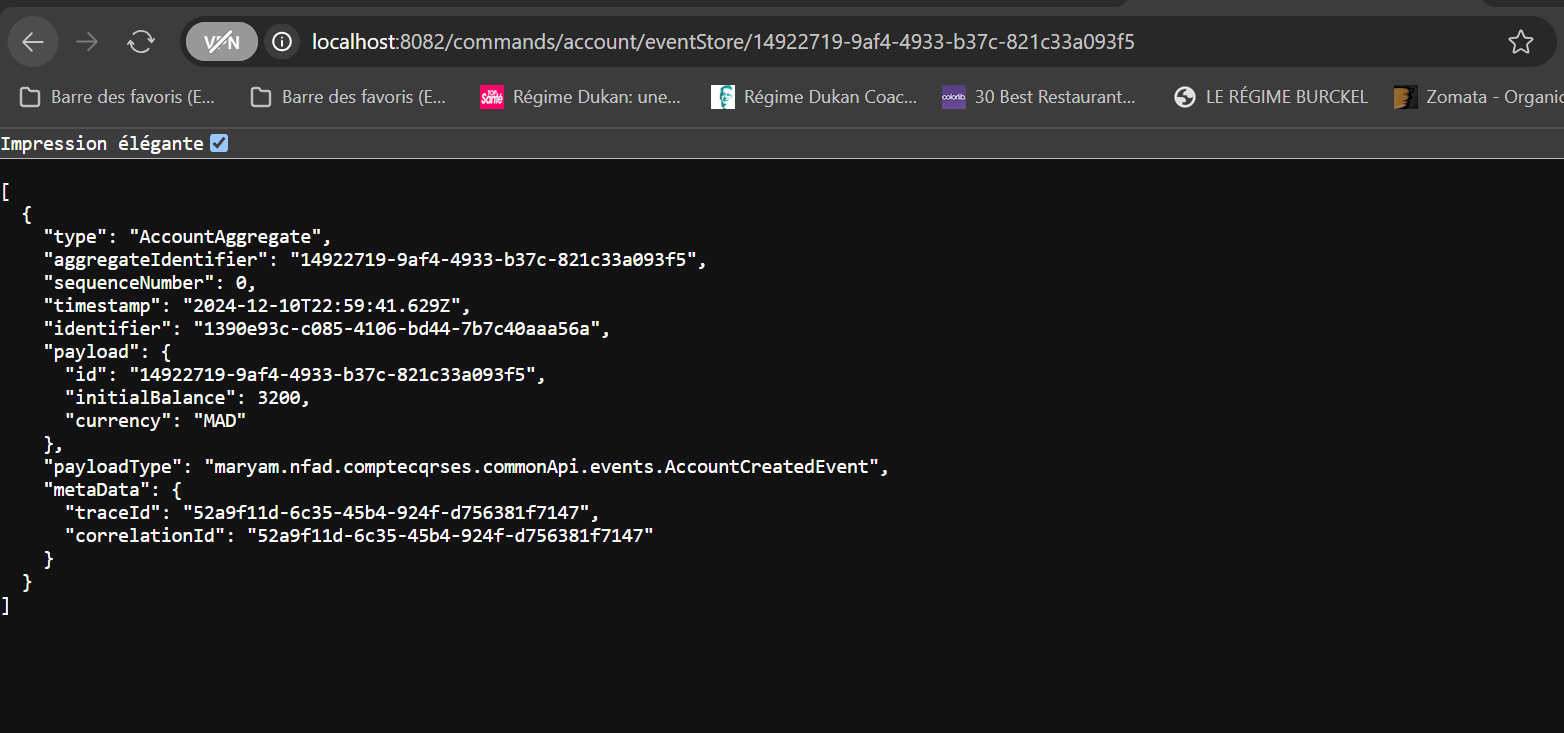 VPN
localhost:8082/commands/account/eventStore/14922719-9af4-4933-b37c-821c33a093f5
Barre des favoris (E... Barre des favoris (E... TOP Santé Régime Dukan: une... Régime Dukan Coac... colorlib 30 Best Restaurant... LE RÉGIME BURCKEL Zomata - Organic
Impression élégante
[
  {
    "type": "AccountAggregate",
    "aggregateIdentifier": "14922719-9af4-4933-b37c-821c33a093f5",
    "sequenceNumber": 0,
    "timestamp": "2024-12-10T22:59:41.629Z",
    "identifier": "1390e93c-c085-4106-bd44-7b7c40aaa56a",
    "payload": {
      "id": "14922719-9af4-4933-b37c-821c33a093f5",
      "initialBalance": 3200,
      "currency": "MAD"
    },
    "payloadType": "maryam.nfad.comptecqrses.commonApi.events.AccountCreatedEvent",
    "metaData": {
      "traceId": "52a9f11d-6c35-45b4-924f-d756381f7147",
      "correlationId": "52a9f11d-6c35-45b4-924f-d756381f7147"
    }
  }
]